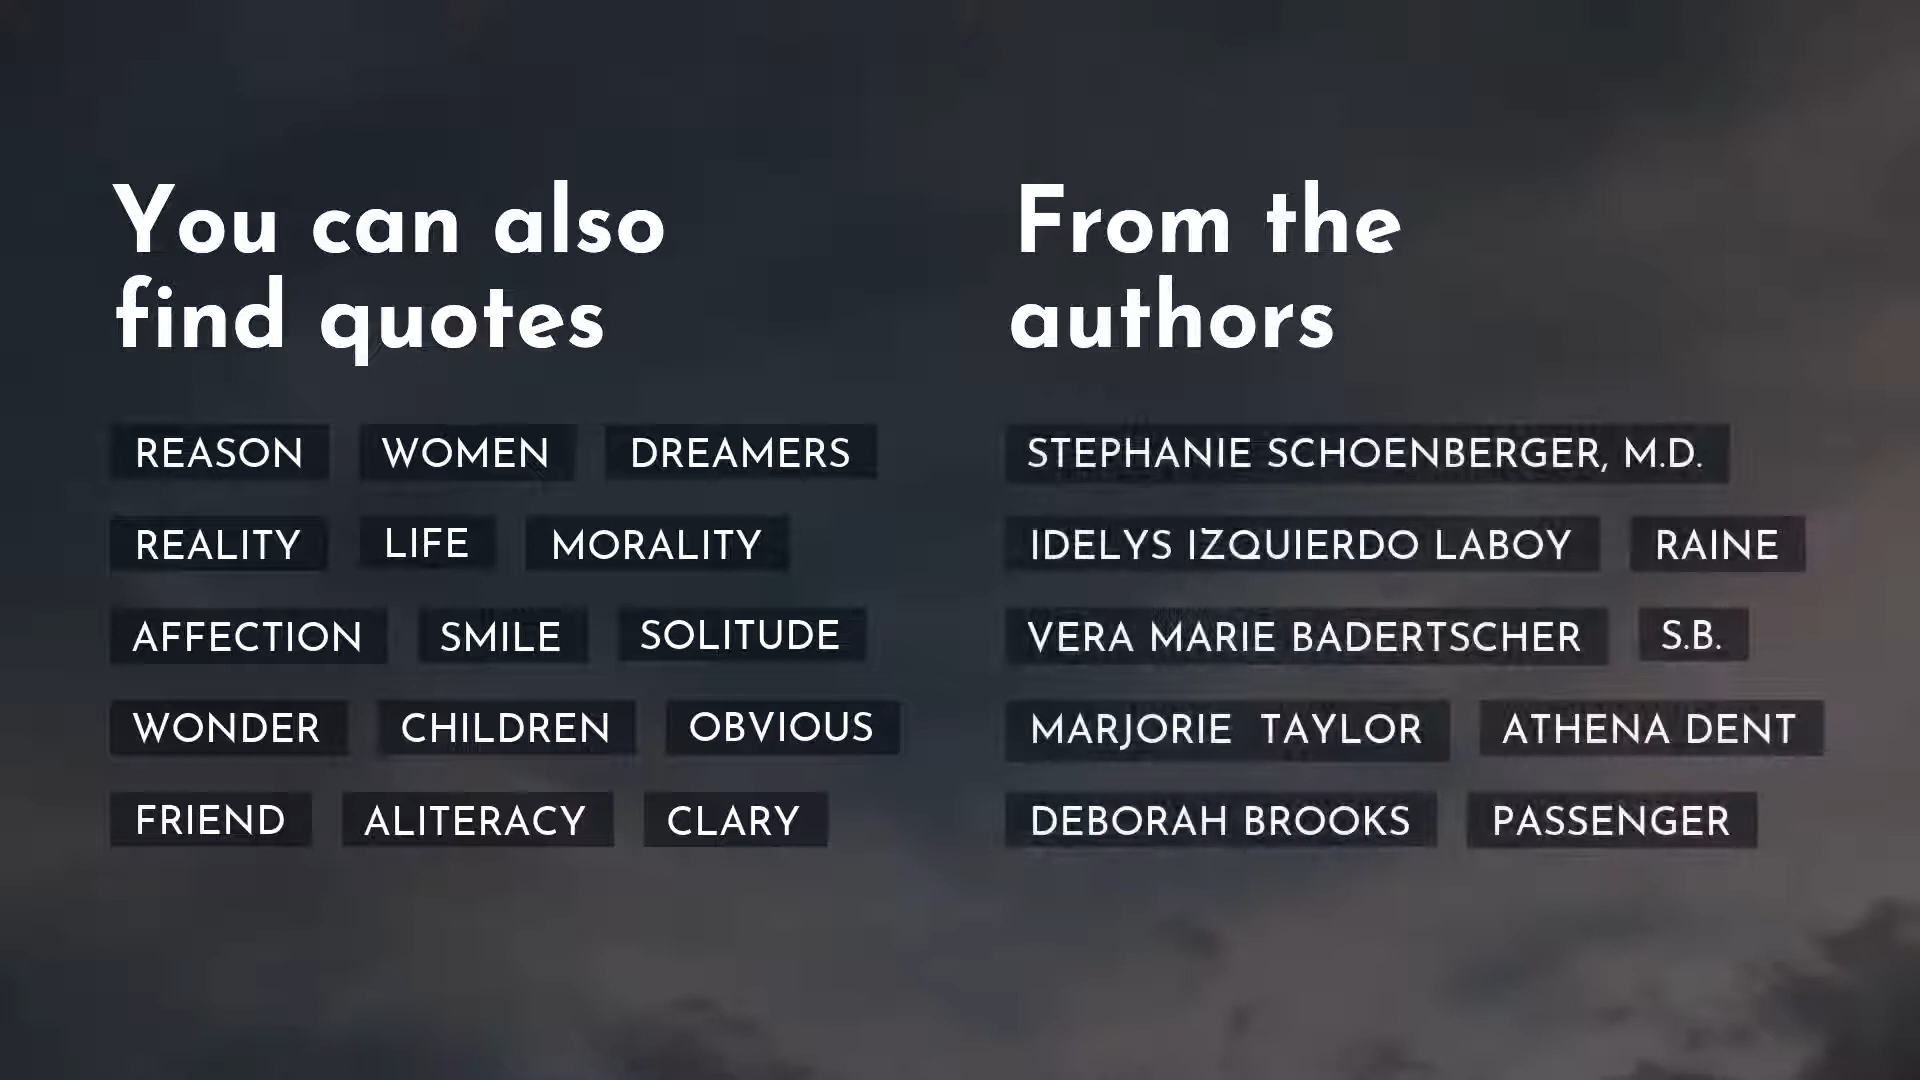 You can also
find quotes
REASON WOMEN DREAMERS
REALITY LIFE MORALITY
AFFECTION SMILE SOLITUDE
WONDER CHILDREN OBVIOUS
FRIEND ALITERACY CLARY
From the
authors
STEPHANIE SCHOENBERGER, M.D.
IDELYS IZQUIERDO LABOY RAINE
VERA MARIE BADERTSCHER S.B.
MARJORIE TAYLOR ATHENA DENT
DEBORAH BROOKS PASSENGER